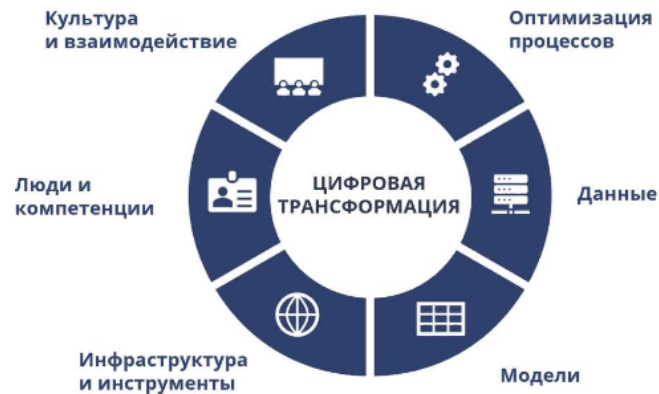 Культура
и взаимодействие
Оптимизация
процессов
Люди и
компетенции
ЦИФРОВАЯ
ТРАНСФОРМАЦИЯ
Данные
Инфраструктура
и инструменты
Модели